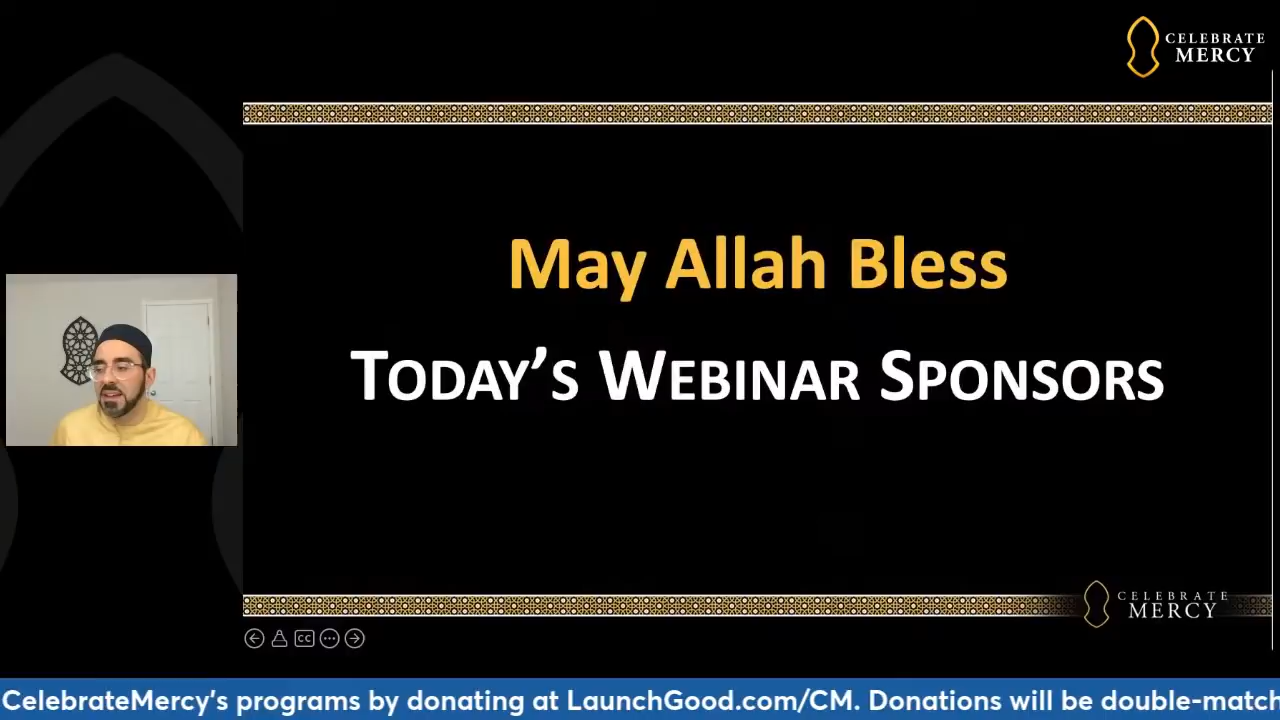 CELEBRATE
MERCY
May Allah Bless
TODAY'S WEBINAR SPONSORS
CELEBRATE
MERCY
CC
CelebrateMercy's programs by donating at LaunchGood.com/CM. Donations will be double-match